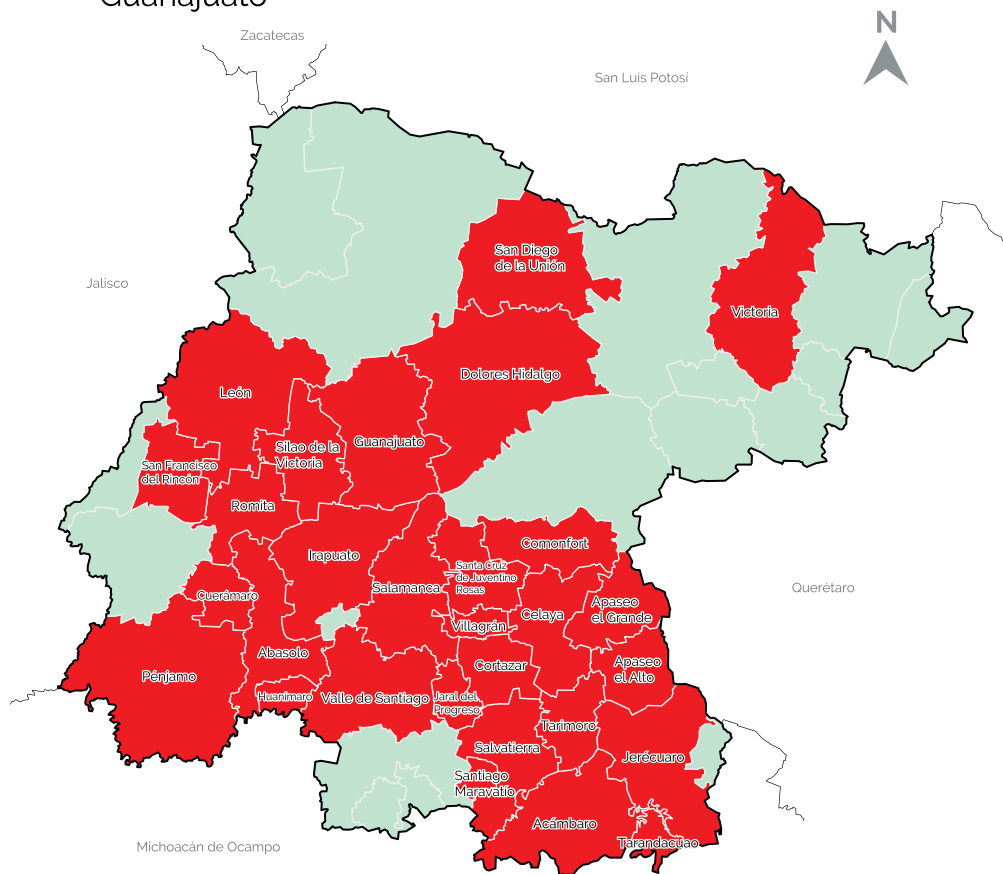 Guanajuato
Zacatecas
N
San Luis Potosí
Jalisco
San Diego
de la Unión
Victoria
Dolores Hidalgo
León
Guanajuato
Silao de la
Victoria
San Francisco
del Rincón
Romita
Irapuato
Comonfort
Santa Cruz
de Juventino
Rosas
Salamanca
Querétaro
Cuerámaro
Apaseo
el Grande
Celaya
Villagrán
Abasolo
Cortazar
Apaseo
el Alto
Pénjamo
Huanimaro
Valle de Santiago
Jaral del
Progreso
Tarimoro
Salvatierra
Jerécuaro
Santiago
Maravatío
Acámbaro
Tarandacuao
Michoacán de Ocampo